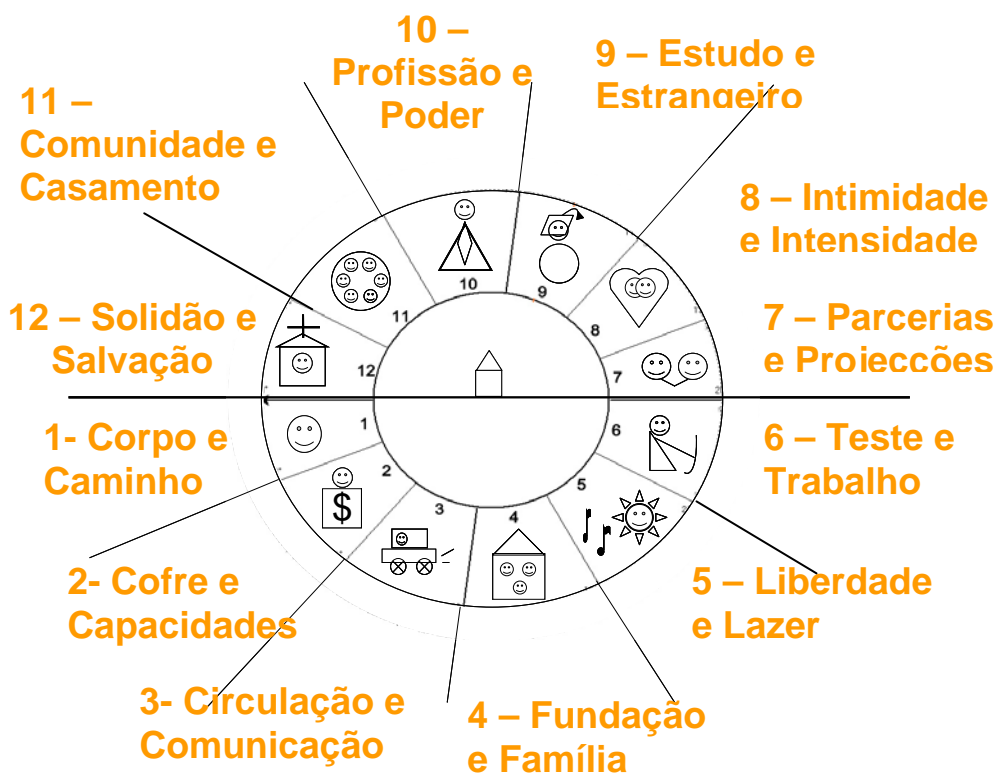 10 –
Profissão e
Poder
9 – Estudo e
Estrangeiro
11 –
Comunidade e
Casamento
8 – Intimidade
e Intensidade
12 – Solidão e
Salvação
7 – Parcerias
e Projecções
1- Corpo e
Caminho
6 – Teste e
Trabalho
2- Cofre e
Capacidades
5 – Liberdade
e Lazer
3- Circulação e
Comunicação
4 – Fundação
e Família
10
9
11
8
12
7
1
6
2
5
3
4
$